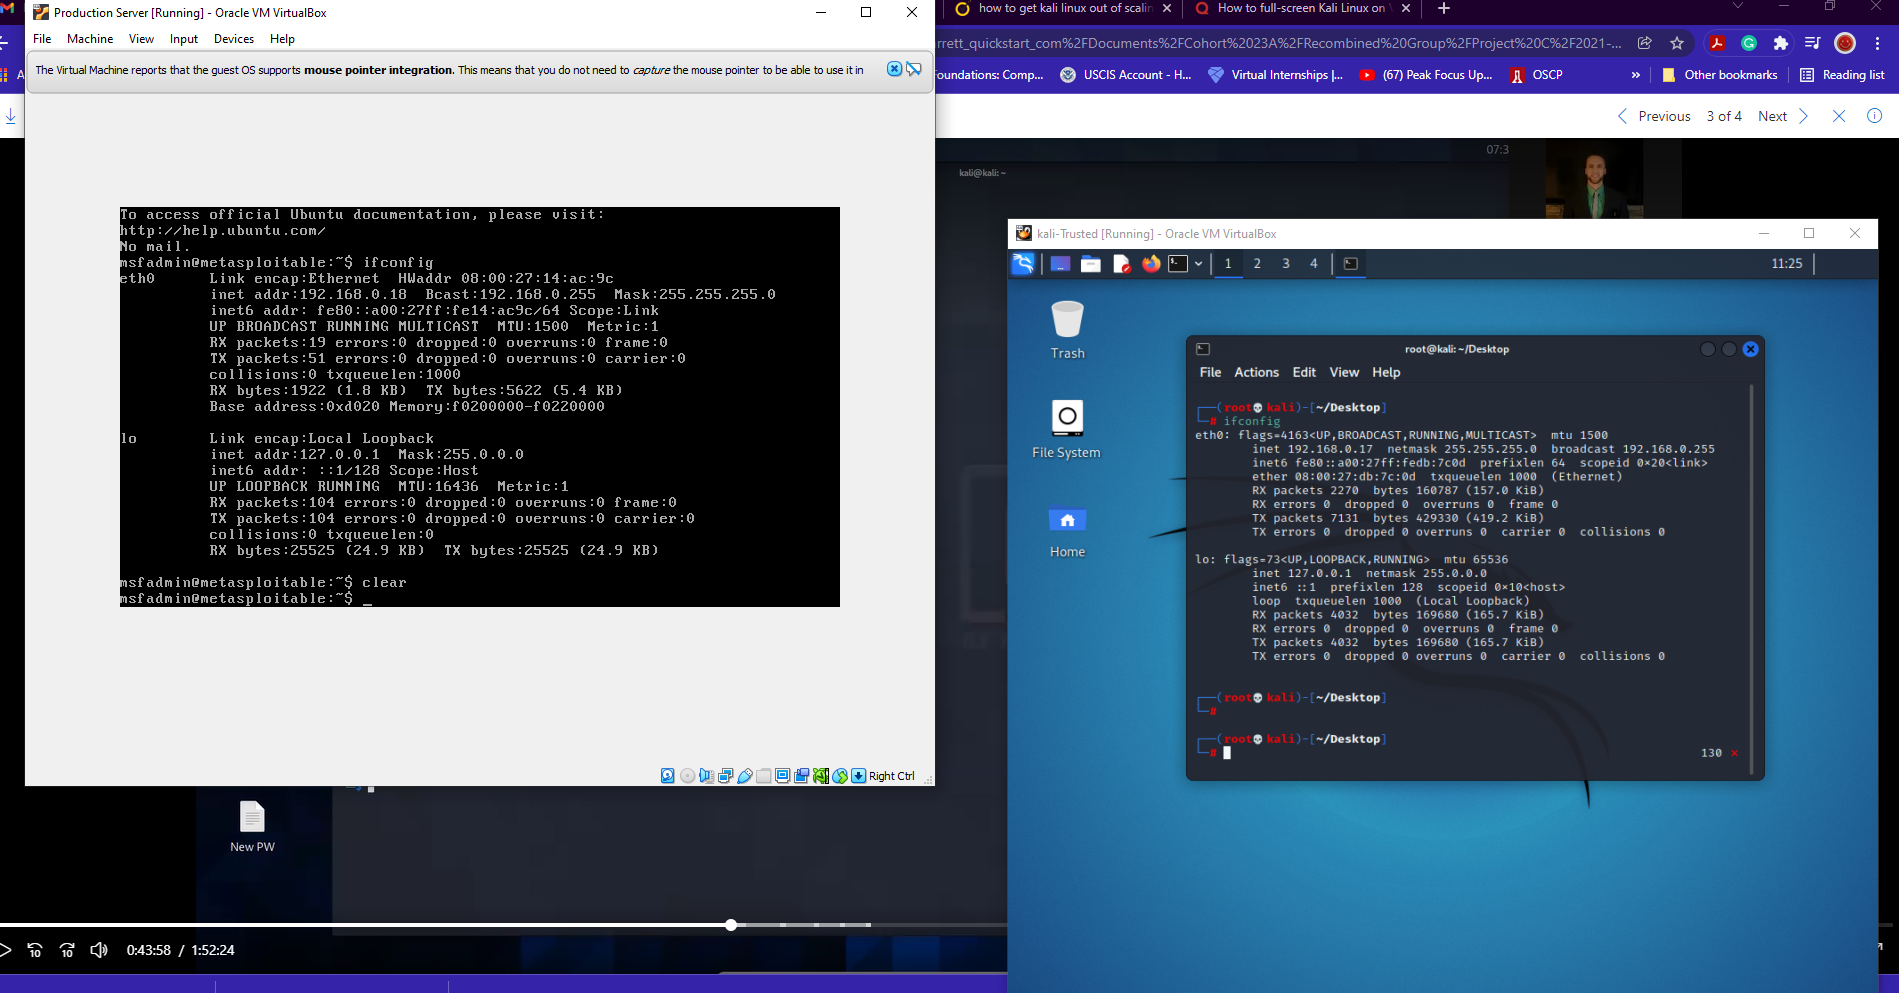 Production Server [Running] - Oracle VM VirtualBox
File Machine View Input Devices Help
The Virtual Machine reports that the guest OS supports mouse pointer integration. This means that you do not need to capture the mouse pointer to be able to use it in
To access official Ubuntu documentation, please visit:
http://help.ubuntu.com/
No mail.
msfadmin@metasploitable:~$ ifconfig
eth0 Link encap:Ethernet HWaddr 08:00:27:14:ac:9c
inet addr:192.168.0.18 Bcast:192.168.0.255 Mask:255.255.255.0
inet6 addr: fe80::a00:27ff:fe14:ac9c/64 Scope:Link
UP BROADCAST RUNNING MULTICAST MTU:1500 Metric:1
RX packets:19 errors:0 dropped:0 overruns:0 frame:0
TX packets:51 errors:0 dropped:0 overruns:0 carrier:0
collisions:0 txqueuelen:1000
RX bytes:1922 (1.8 KB) TX bytes:5622 (5.4 KB)
Base address:0xd020 Memory:f0200000-f0220000
lo Link encap:Local Loopback
inet addr:127.0.0.1 Mask:255.0.0.0
inet6 addr: ::1/128 Scope:Host
UP LOOPBACK RUNNING MTU:16436 Metric:1
RX packets:104 errors:0 dropped:0 overruns:0 frame:0
TX packets:104 errors:0 dropped:0 overruns:0 carrier:0
collisions:0 txqueuelen:0
RX bytes:25525 (24.9 KB) TX bytes:25525 (24.9 KB)
msfadmin@metasploitable:~$ clear
msfadmin@metasploitable:~$ _
Right Ctrl
how to get kali linux out of scalin
How to full-screen Kali Linux on
rrett_quickstart_com%2FDocuments%2FCohort%2023A%2FRecombined%20Group%2FProject%20C%2F2021-...
oundations: Comp...
USCIS Account - H...
Virtual Internships |...
(67) Peak Focus Up...
OSCP
»
Other bookmarks
Reading list
Previous 3 of 4 Next
07:3
kali@kali: ~
kali-Trusted [Running] - Oracle VM VirtualBox
1 2 3 4
11:25
Trash
File System
Home
root@kali: ~/Desktop
File Actions Edit View Help
(root💀kali)-[~/Desktop]
# ifconfig
eth0: flags=4163<UP,BROADCAST,RUNNING,MULTICAST> mtu 1500
inet 192.168.0.17 netmask 255.255.255.0 broadcast 192.168.0.255
inet6 fe80::a00:27ff:fedb:7c0d prefixlen 64 scopeid 0×20<link>
ether 08:00:27:db:7c:0d txqueuelen 1000 (Ethernet)
RX packets 2270 bytes 160787 (157.0 KiB)
RX errors 0 dropped 0 overruns 0 frame 0
TX packets 7131 bytes 429330 (419.2 KiB)
TX errors 0 dropped 0 overruns 0 carrier 0 collisions 0
lo: flags=73<UP,LOOPBACK,RUNNING> mtu 65536
inet 127.0.0.1 netmask 255.0.0.0
inet6 ::1 prefixlen 128 scopeid 0×10<host>
loop txqueuelen 1000 (Local Loopback)
RX packets 4032 bytes 169680 (165.7 KiB)
RX errors 0 dropped 0 overruns 0 frame 0
TX packets 4032 bytes 169680 (165.7 KiB)
TX errors 0 dropped 0 overruns 0 carrier 0 collisions 0
(root💀kali)-[~/Desktop]
#
(root💀kali)-[~/Desktop]
#
130 ×
New PW
10 10 0:43:58 / 1:52:24